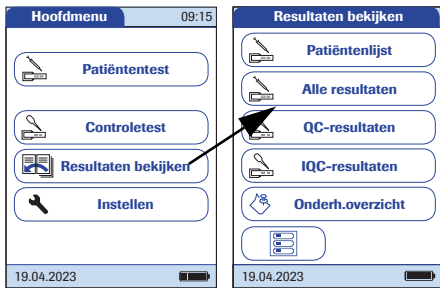 Hoofdmenu 09:15
Patiëntentest
Controletest
Resultaten bekijken
Instellen
19.04.2023
Resultaten bekijken
Patiëntenlijst
Alle resultaten
QC-resultaten
IQC-resultaten
Onderh.overzicht
19.04.2023